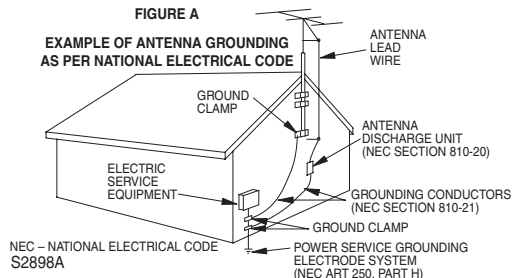 FIGURE A
EXAMPLE OF ANTENNA GROUNDING
AS PER NATIONAL ELECTRICAL CODE
ANTENNA
LEAD
WIRE
GROUND
CLAMP
ANTENNA
DISCHARGE UNIT
(NEC SECTION 810-20)
ELECTRIC
SERVICE
EQUIPMENT
GROUNDING CONDUCTORS
(NEC SECTION 810-21)
GROUND CLAMP
POWER SERVICE GROUNDING
ELECTRODE SYSTEM
(NEC ART 250, PART H)
NEC – NATIONAL ELECTRICAL CODE
S2898A